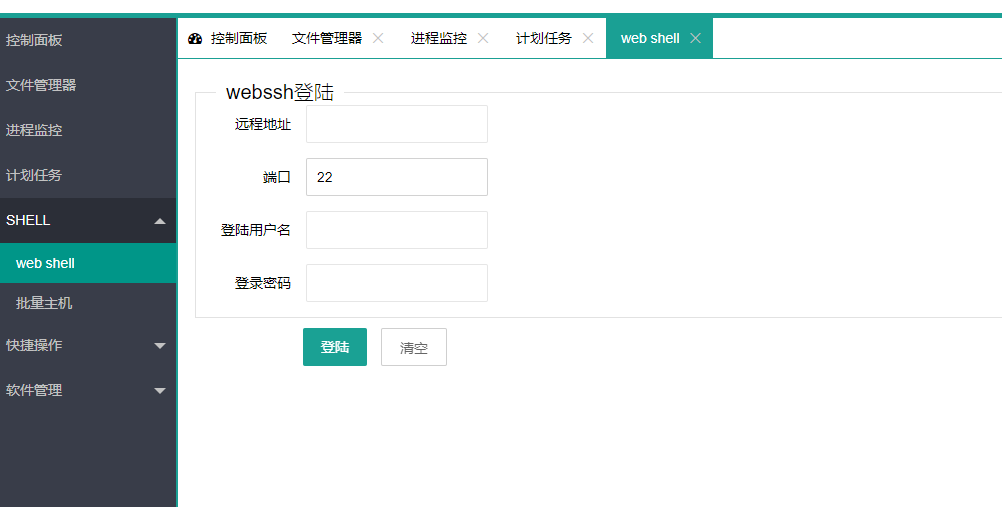 控制面板
文件管理器
进程监控
计划任务
SHELL
web shell
批量主机
快捷操作
软件管理
控制面板 文件管理器 进程监控 计划任务 web shell
webssh登陆
远程地址
端口 22
登陆用户名
登录密码
登陆 清空